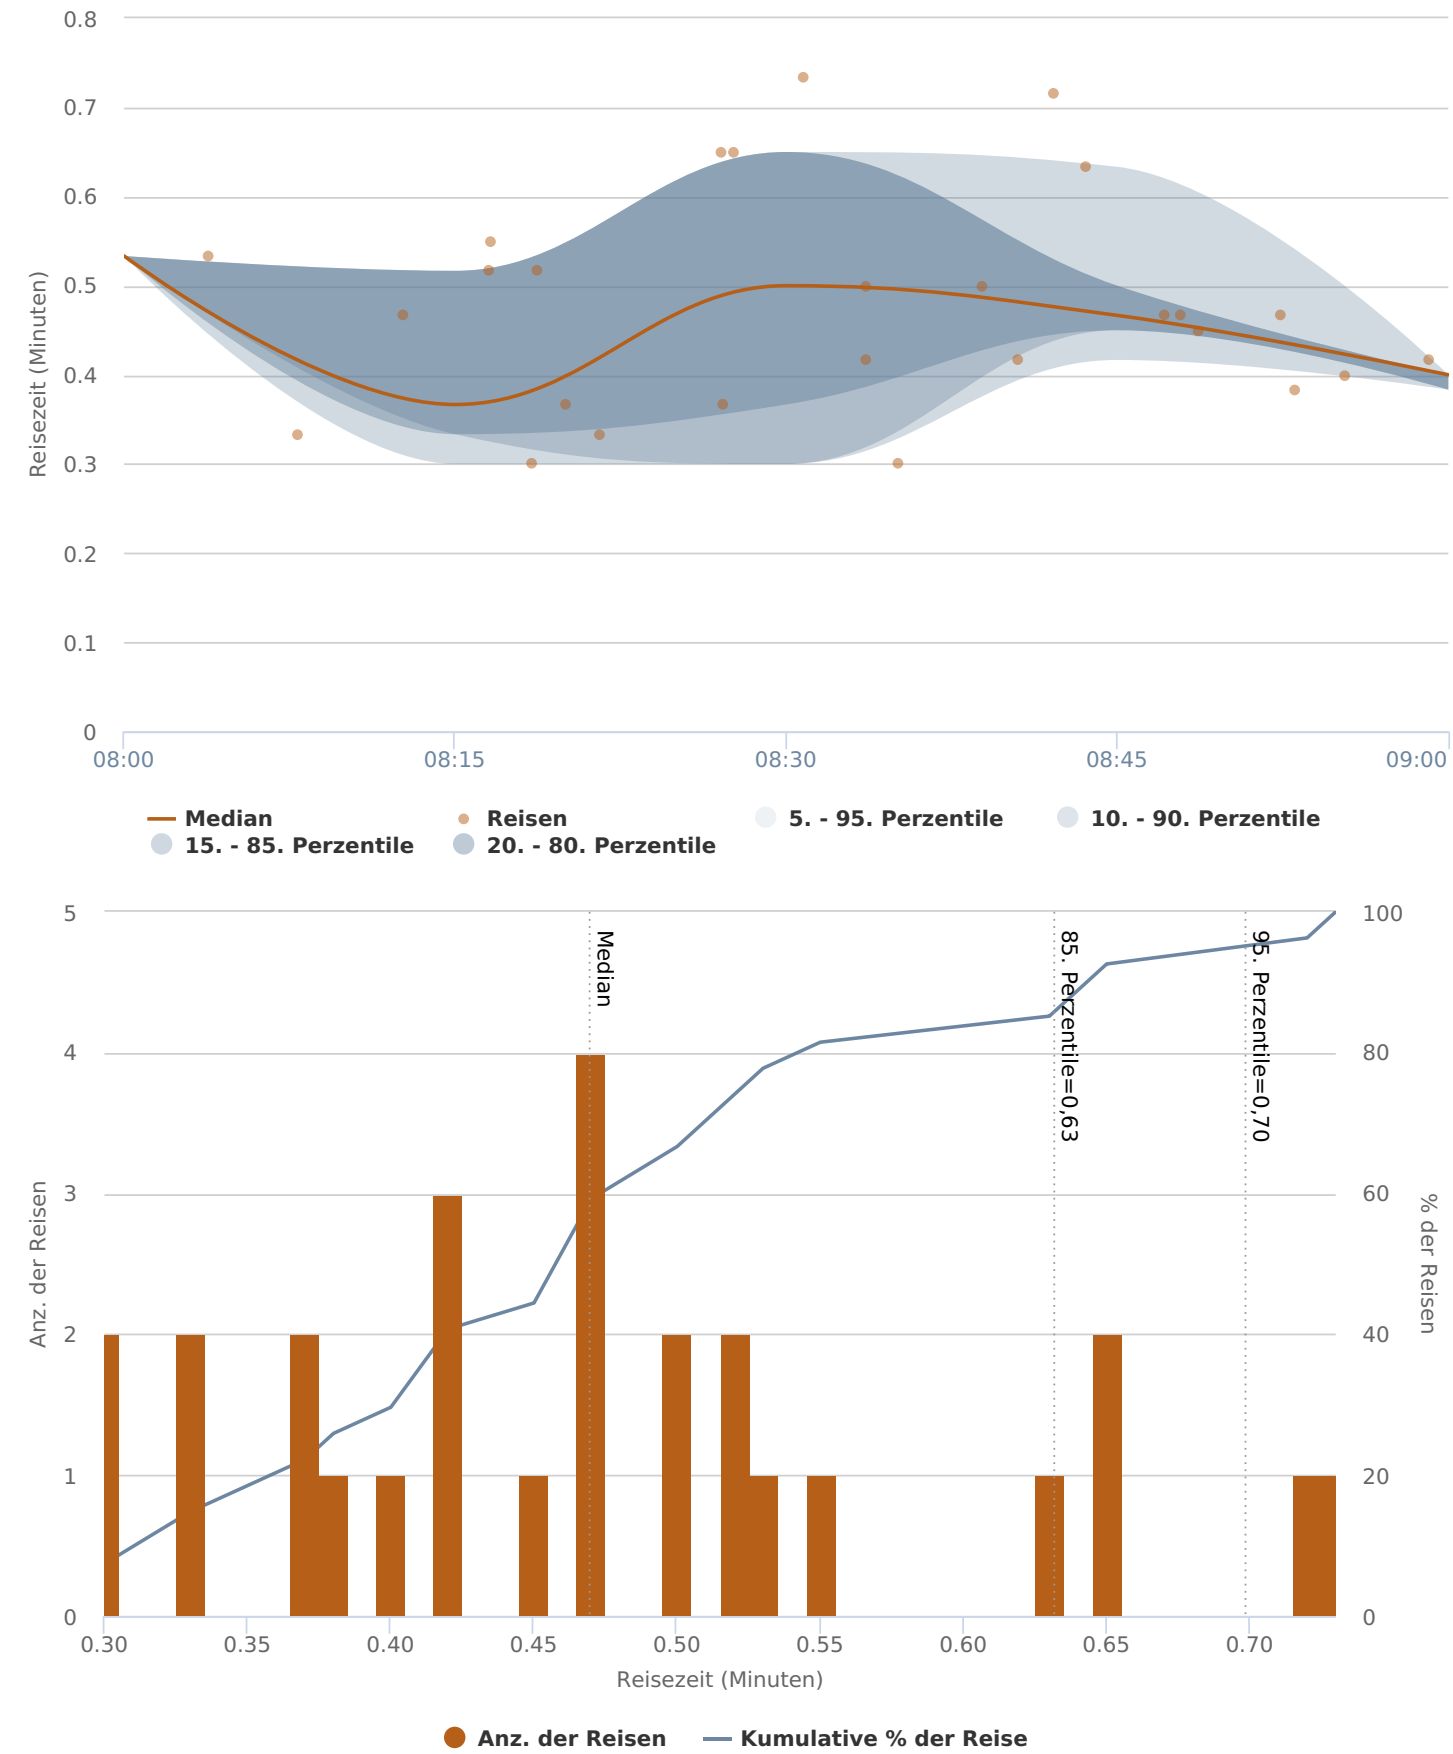 0.8
0.7
0.6
0.5
0.4
0.3
0.2
0.1
0
Reisezeit (Minuten)
08:00 08:15 08:30 08:45 09:00
Median Reisen 5. - 95. Perzentile 10. - 90. Perzentile
15. - 85. Perzentile 20. - 80. Perzentile
5
4
3
2
1
0
Anz. der Reisen
100
80
60
40
20
0
% der Reisen
Median
85. Perzentile=0,63
95. Perzentile=0,70
0.30 0.35 0.40 0.45 0.50 0.55 0.60 0.65 0.70
Reisezeit (Minuten)
Anz. der Reisen Kumulative % der Reise